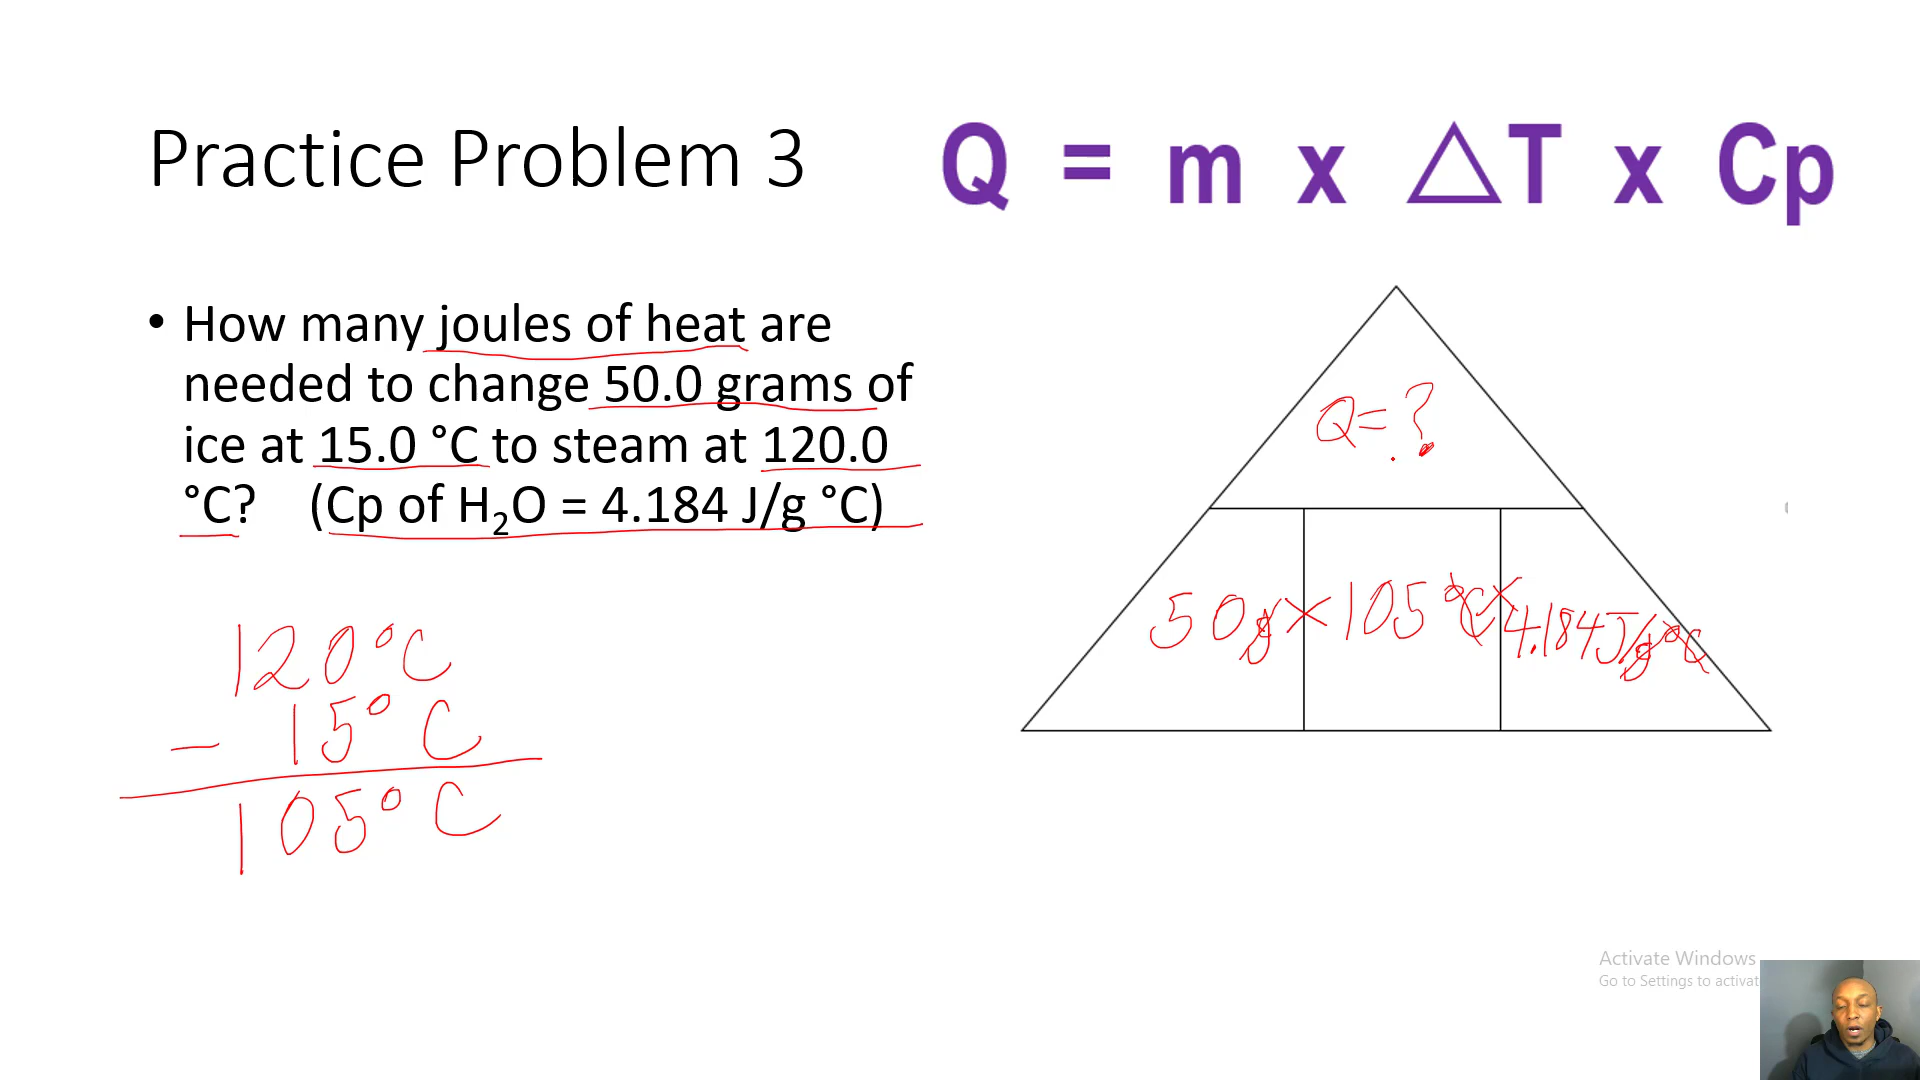 Practice Problem 3
Q = m x △T x Cp
• How many joules of heat are
needed to change 50.0 grams of
ice at 15.0 °C to steam at 120.0
°C? (Cp of H₂O = 4.184 J/g °C)
Q = ?
50g × 105 °C × 4.184 J/g °C
120°C
- 15°C
105°C
Activate Windows
Go to Settings to activat